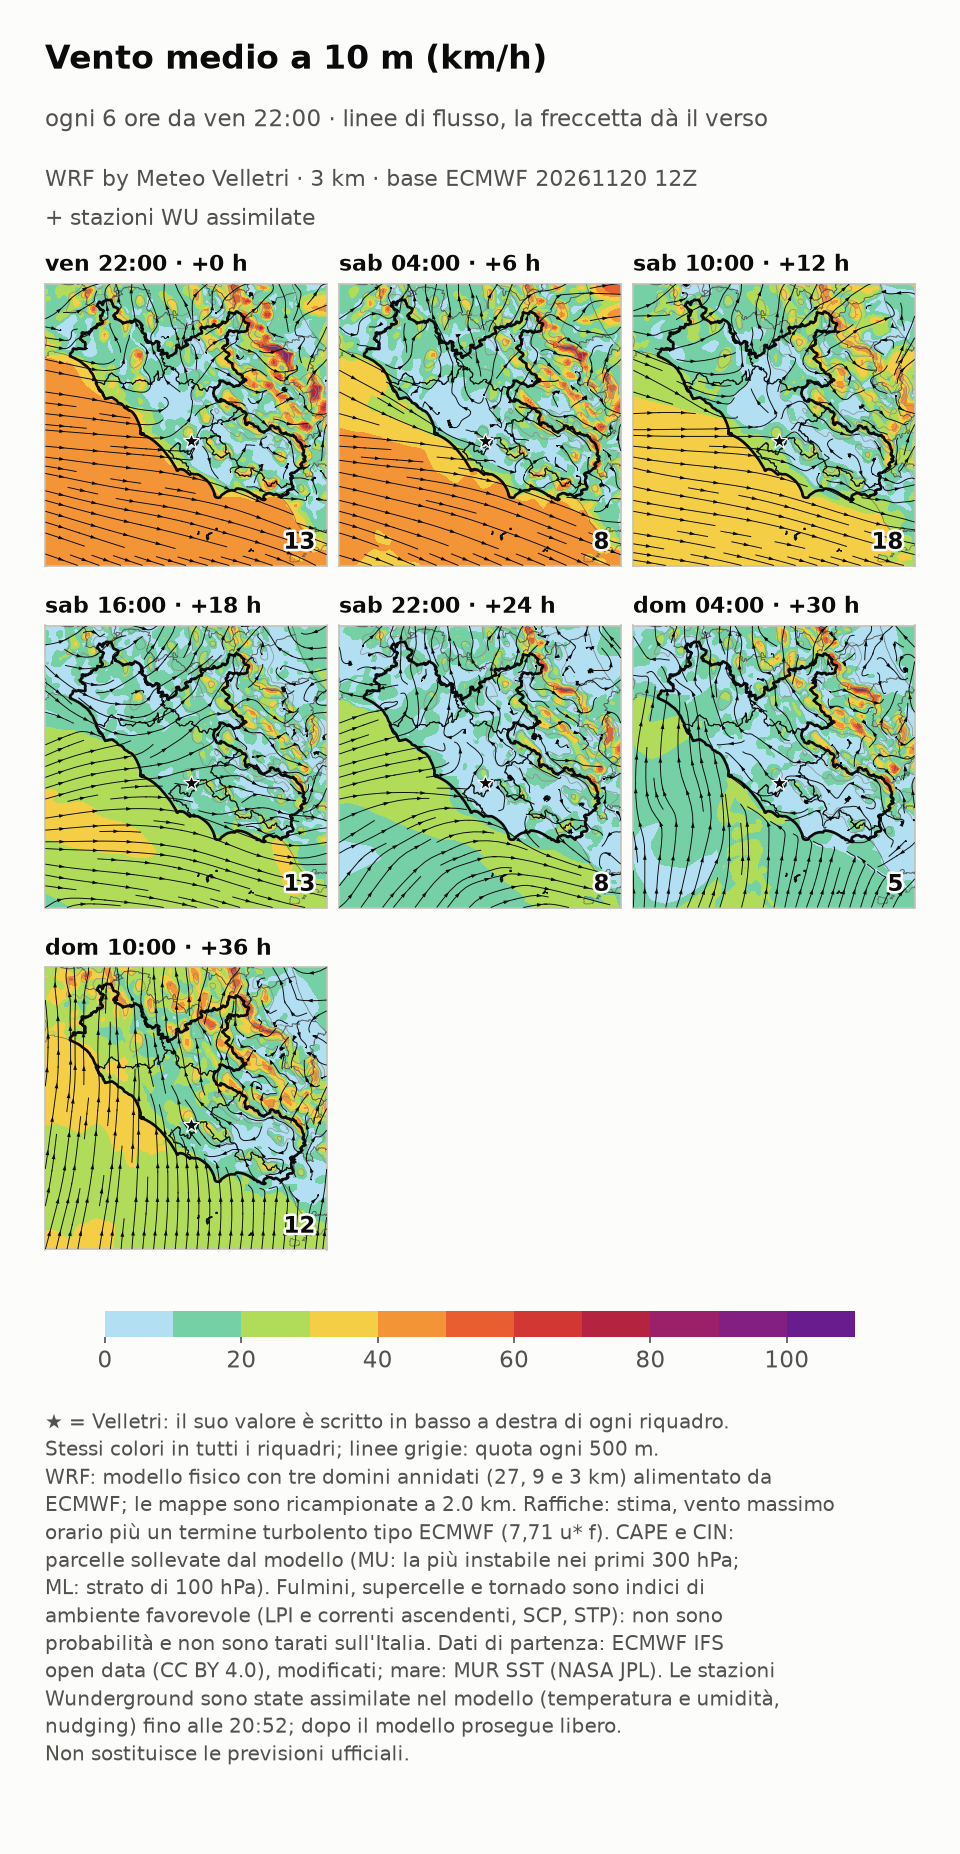 Vento medio a 10 m (km/h)
ogni 6 ore da ven 22:00 · linee di flusso, la freccetta dà il verso
WRF by Meteo Velletri · 3 km · base ECMWF 20261120 12Z
+ stazioni WU assimilate
ven 22:00 · +0 h
sab 04:00 · +6 h
sab 10:00 · +12 h
13
8
18
sab 16:00 · +18 h
sab 22:00 · +24 h
dom 04:00 · +30 h
13
8
5
dom 10:00 · +36 h
12
0 20 40 60 80 100
★ = Velletri: il suo valore è scritto in basso a destra di ogni riquadro.
Stessi colori in tutti i riquadri; linee grigie: quota ogni 500 m.
WRF: modello fisico con tre domini annidati (27, 9 e 3 km) alimentato da
ECMWF; le mappe sono ricampionate a 2.0 km. Raffiche: stima, vento massimo
orario più un termine turbolento tipo ECMWF (7,71 u* f). CAPE e CIN:
parcelle sollevate dal modello (MU: la più instabile nei primi 300 hPa;
ML: strato di 100 hPa). Fulmini, supercelle e tornado sono indici di
ambiente favorevole (LPI e correnti ascendenti, SCP, STP): non sono
probabilità e non sono tarati sull'Italia. Dati di partenza: ECMWF IFS
open data (CC BY 4.0), modificati; mare: MUR SST (NASA JPL). Le stazioni
Wunderground sono state assimilate nel modello (temperatura e umidità,
nudging) fino alle 20:52; dopo il modello prosegue libero.
Non sostituisce le previsioni ufficiali.